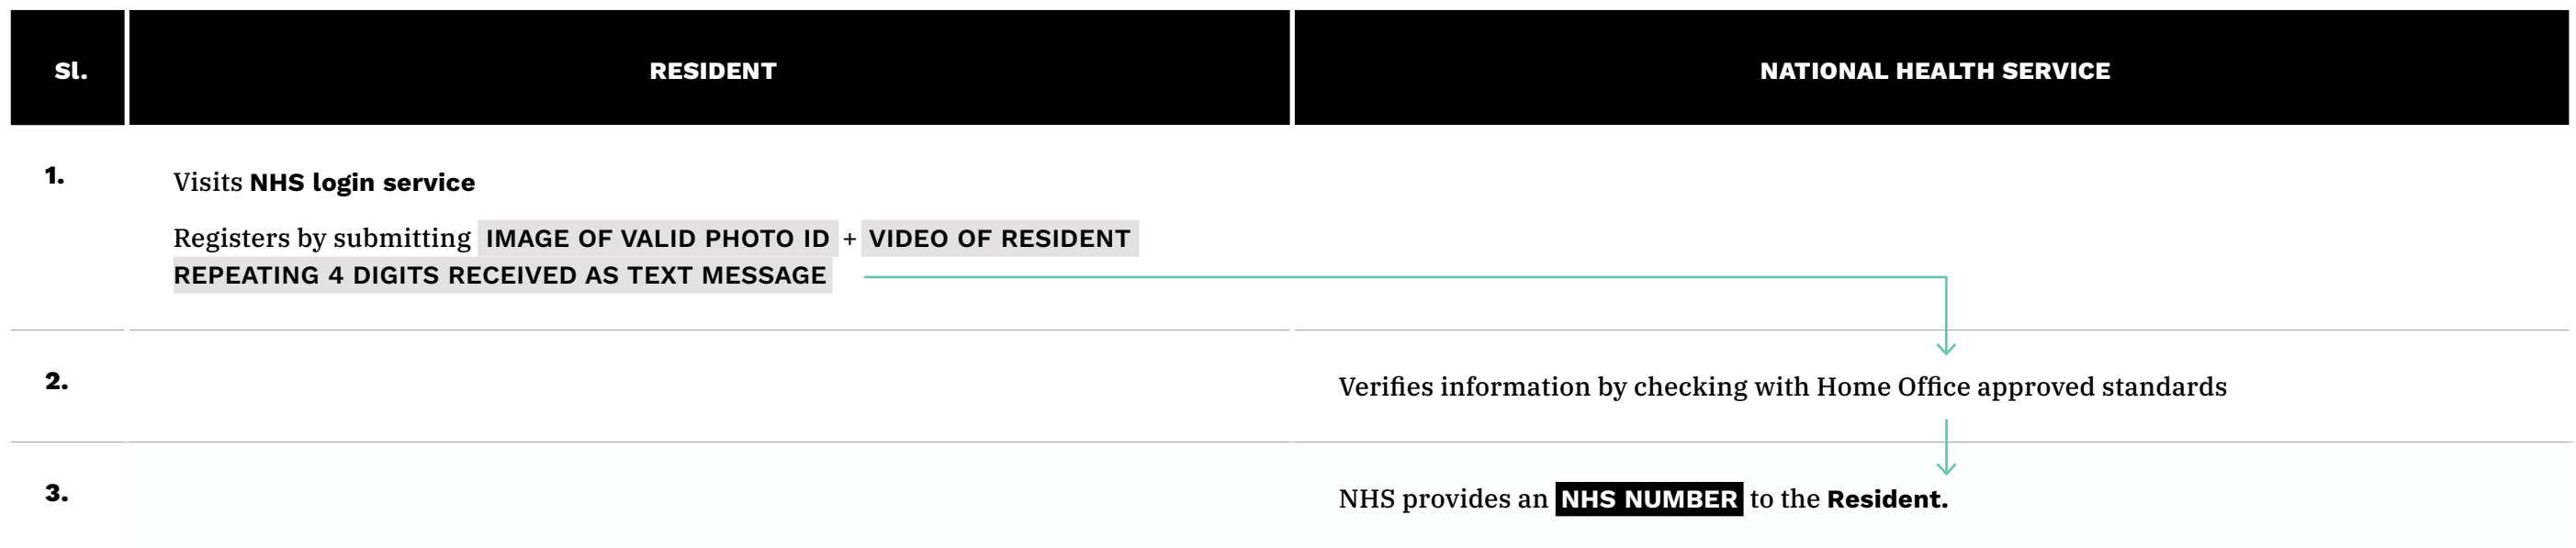 Sl.
RESIDENT
NATIONAL HEALTH SERVICE
1.
Visits NHS login service
Registers by submitting IMAGE OF VALID PHOTO ID + VIDEO OF RESIDENT
REPEATING 4 DIGITS RECEIVED AS TEXT MESSAGE
2.
Verifies information by checking with Home Office approved standards
3.
NHS provides an NHS NUMBER to the Resident.